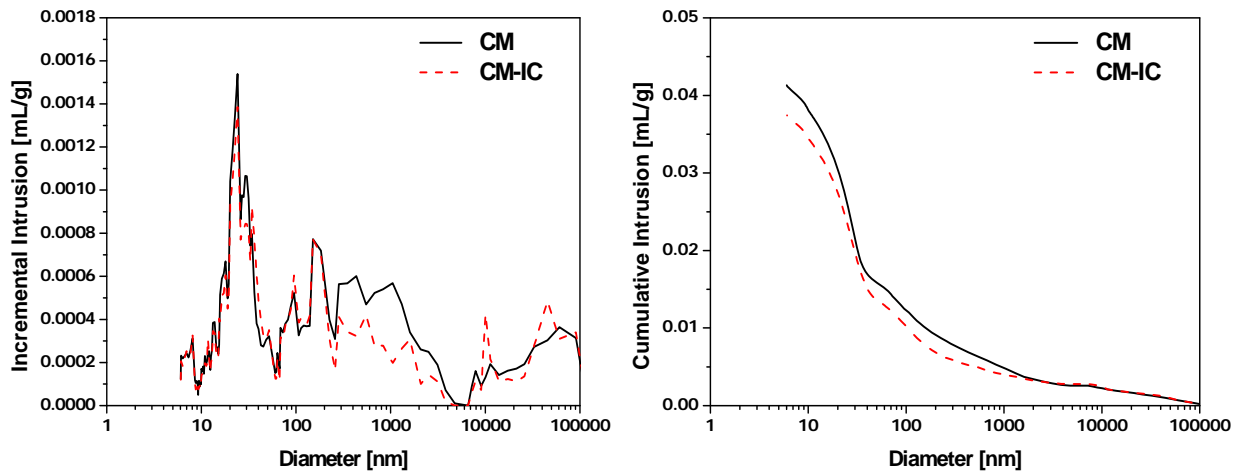 Incremental Intrusion [mL/g]
0.0018
0.0016
0.0014
0.0012
0.0010
0.0008
0.0006
0.0004
0.0002
0.0000
CM
CM-IC
1 10 100 1000 10000 100000
Diameter [nm]
Cumulative Intrusion [mL/g]
0.05
0.04
0.03
0.02
0.01
0.00
CM
CM-IC
1 10 100 1000 10000 100000
Diameter [nm]